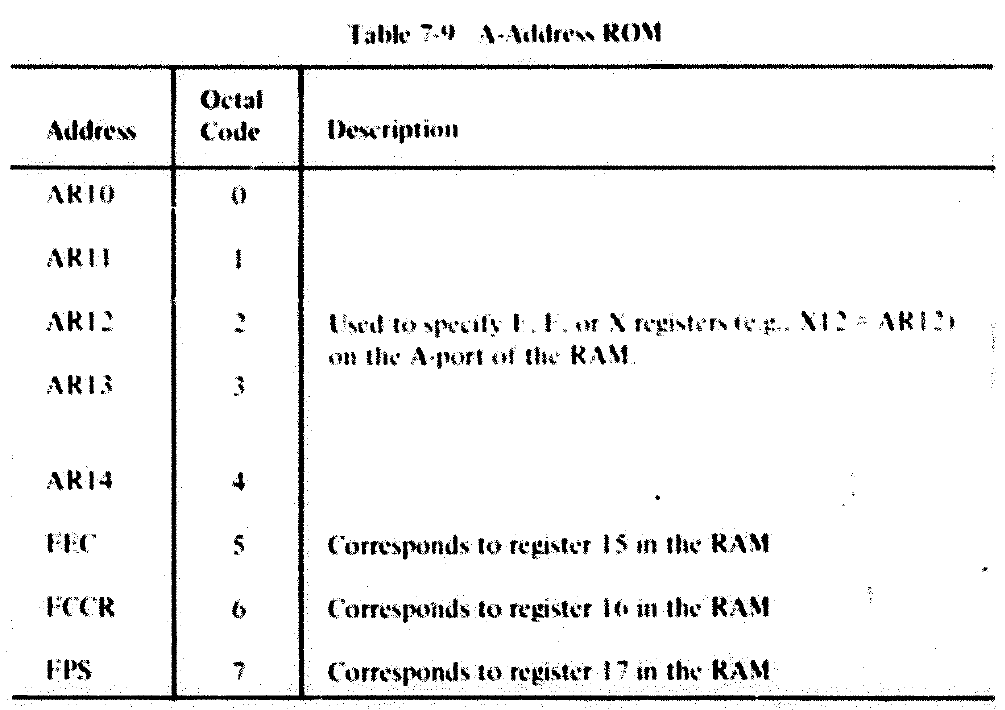 Table 7-9 A-Address ROM
Address
Octal
Code
Description
AR10 0
AR11 1
AR12 2 Used to specify E, F, or X registers (e.g., X12 = AR12)
on the A-port of the RAM.
AR13 3
AR14 4
FEC 5 Corresponds to register 15 in the RAM
FCCR 6 Corresponds to register 16 in the RAM
FPS 7 Corresponds to register 17 in the RAM